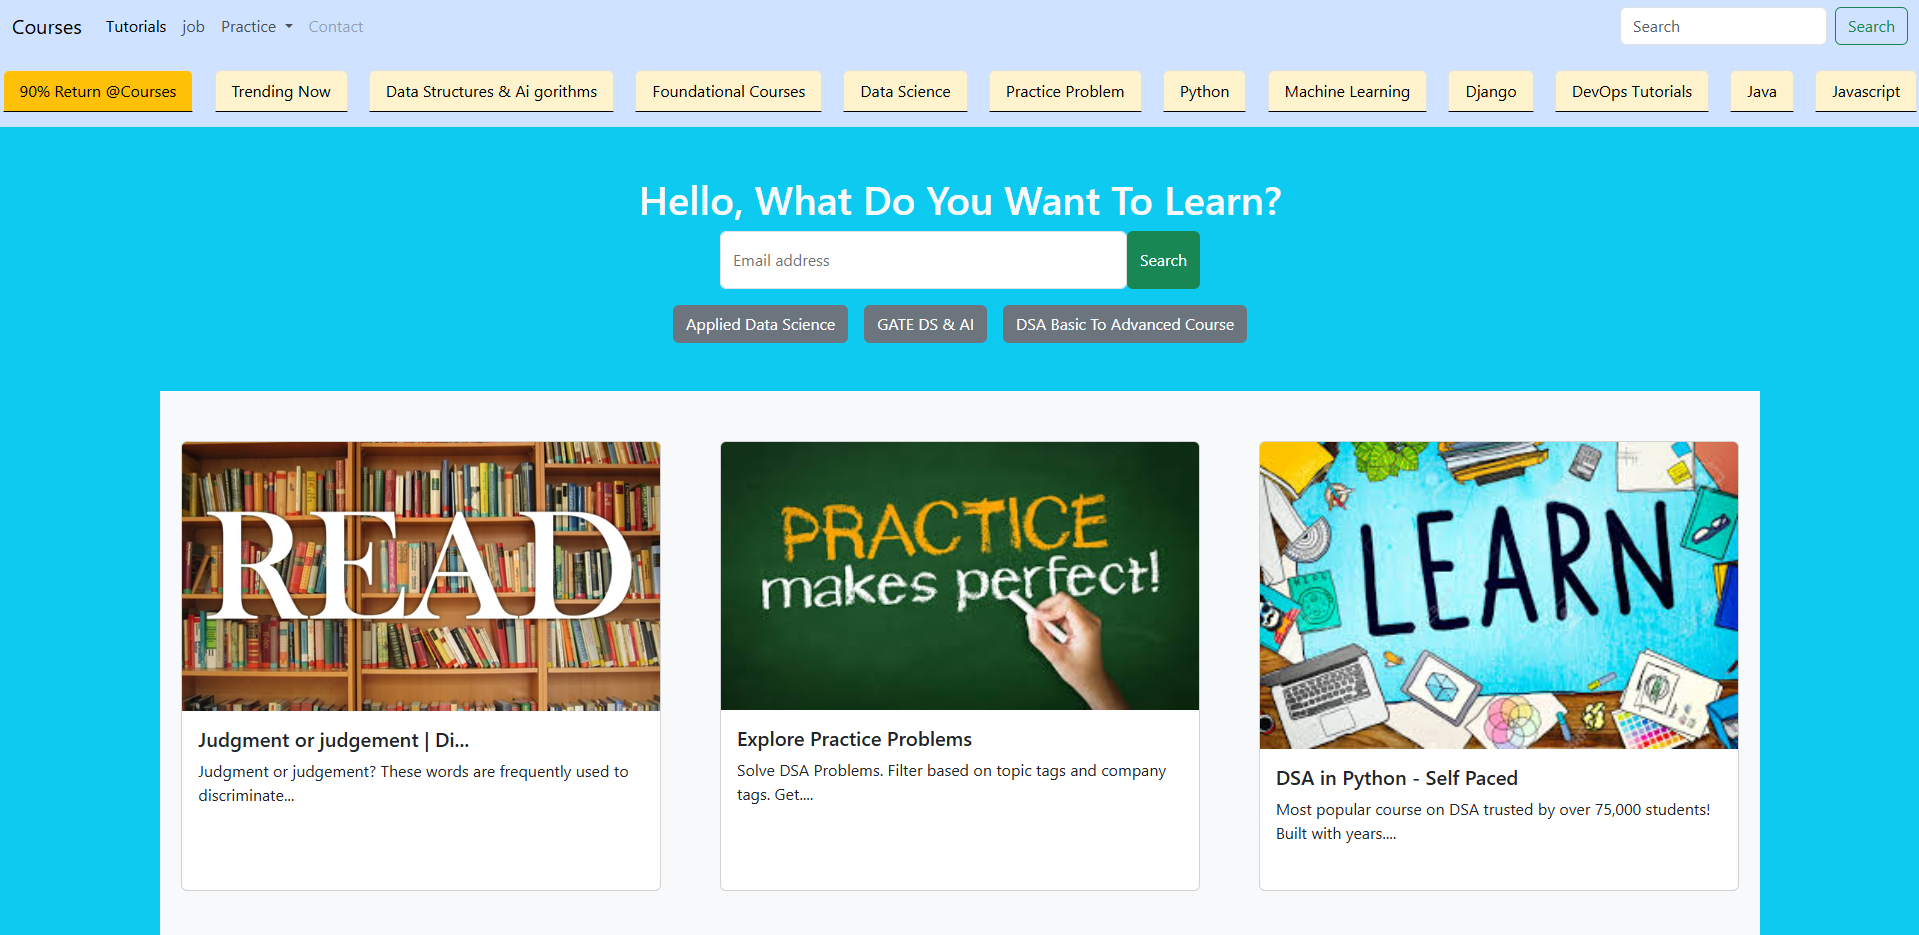 Courses Tutorials job Practice Contact Search Search
90% Return @Courses Trending Now Data Structures & Ai gorithms Foundational Courses Data Science Practice Problem Python Machine Learning Django DevOps Tutorials Java Javascript
Hello, What Do You Want To Learn?
Email address Search
Applied Data Science GATE DS & AI DSA Basic To Advanced Course
READ
PRACTICE
makes perfect!
LEARN
Judgment or judgement | Di...
Judgment or judgement? These words are frequently used to
discriminate...
Explore Practice Problems
Solve DSA Problems. Filter based on topic tags and company
tags. Get....
DSA in Python - Self Paced
Most popular course on DSA trusted by over 75,000 students!
Built with years....